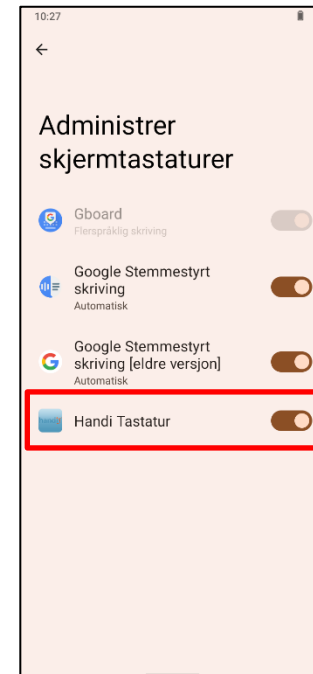 10:27
Administrer
skjermtastaturer
Gboard
Flerspråklig skriving
Google Stemmestyrt
skriving
Automatisk
Google Stemmestyrt
skriving [eldre versjon]
Automatisk
Handi Tastatur